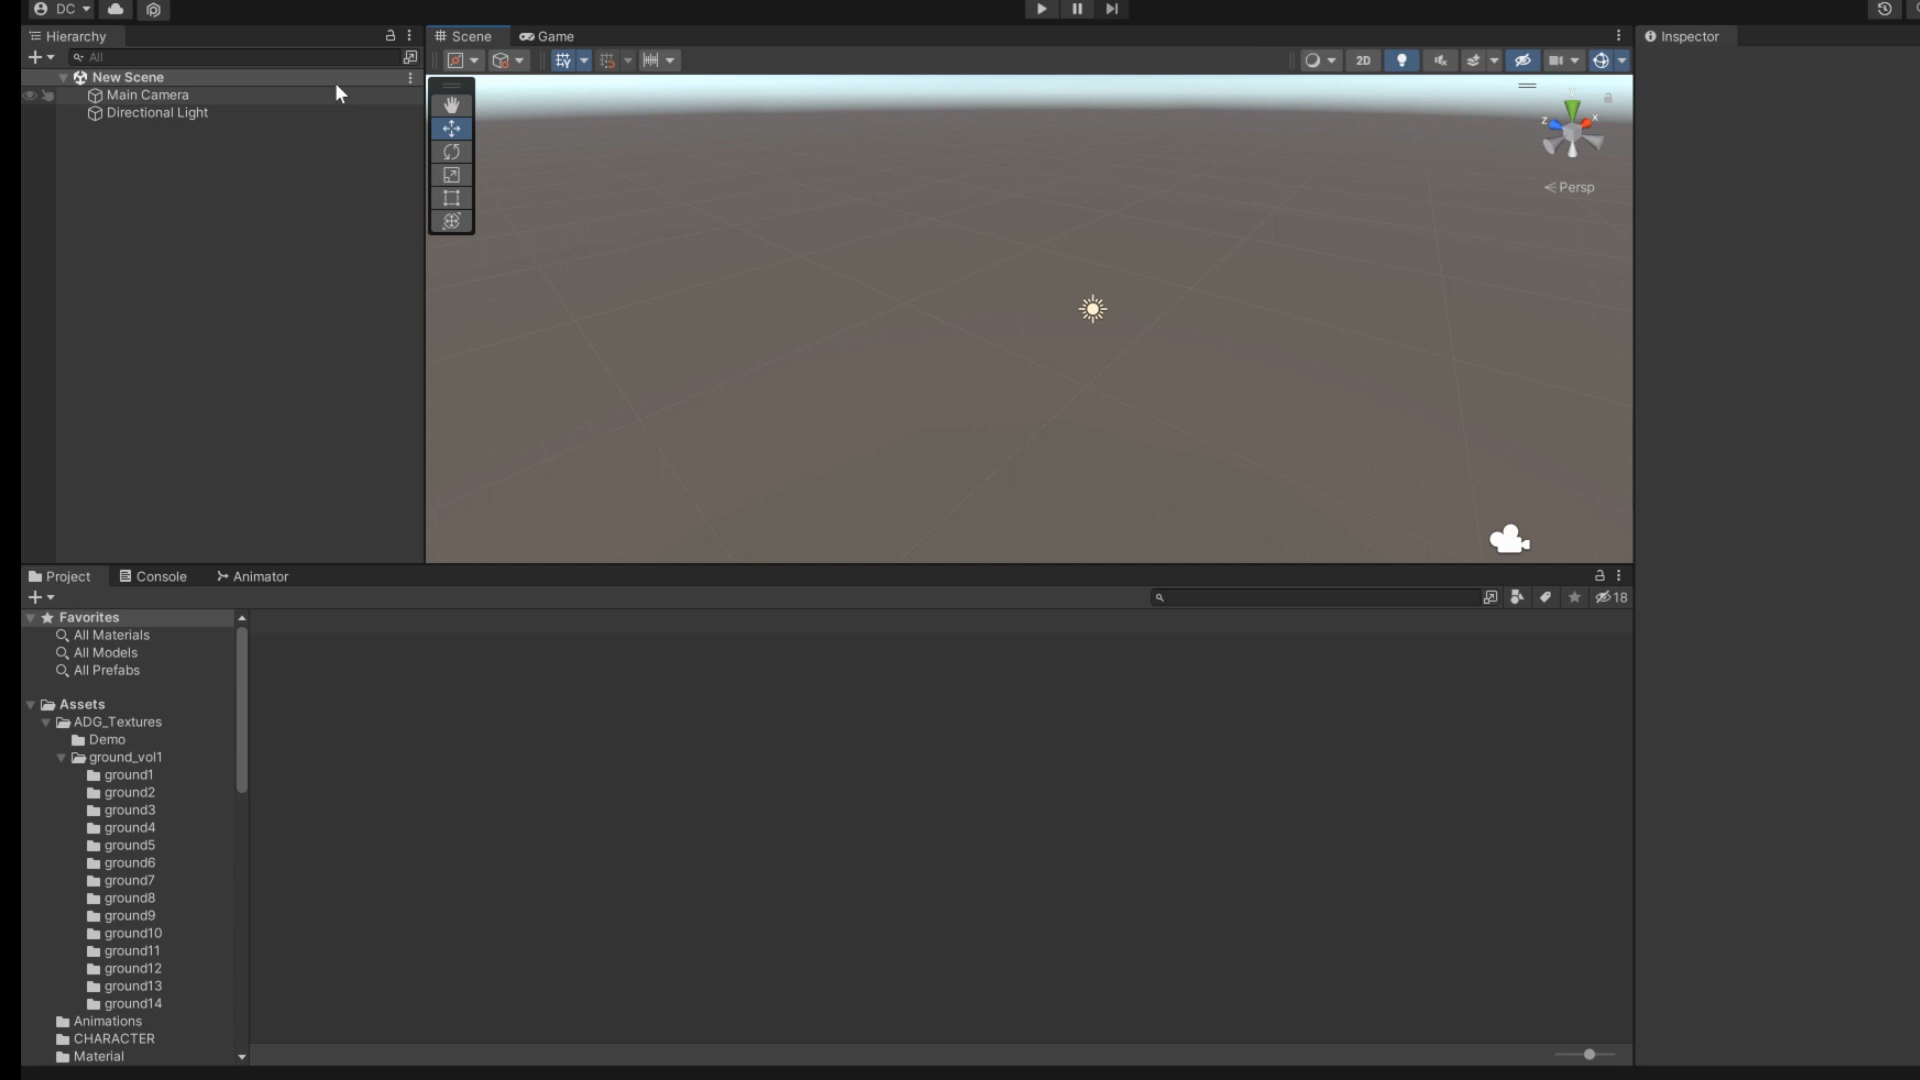 DC
Hierarchy
All
New Scene
Main Camera
Directional Light
Scene
Game
2D
Y
Z
X
Persp
Inspector
Project
Console
Animator
18
Favorites
All Materials
All Models
All Prefabs
Assets
ADG_Textures
Demo
ground_vol1
ground1
ground2
ground3
ground4
ground5
ground6
ground7
ground8
ground9
ground10
ground11
ground12
ground13
ground14
Animations
CHARACTER
Material